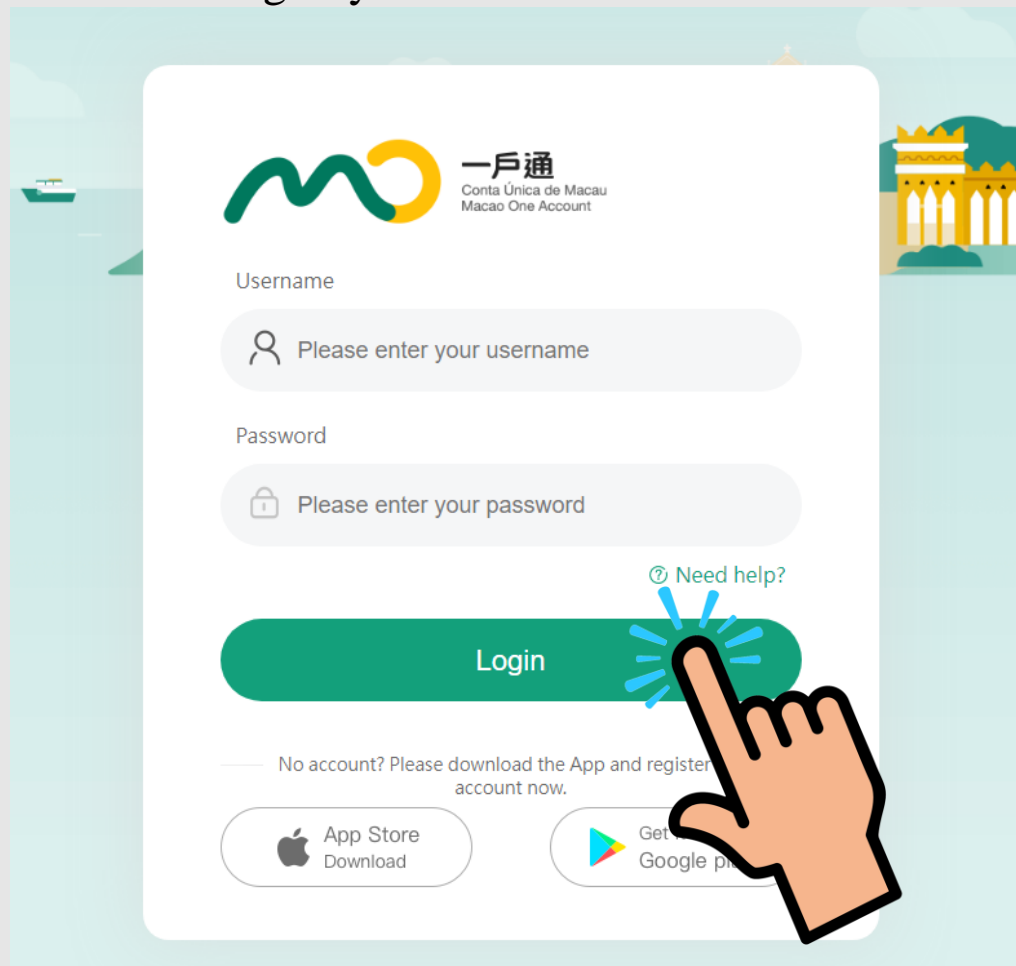 一戶通
Conta Única de Macau
Macao One Account
Username
Please enter your username
Password
Please enter your password
Need help?
Login
No account? Please download the App and register
account now.
App Store
Download
Get
Google